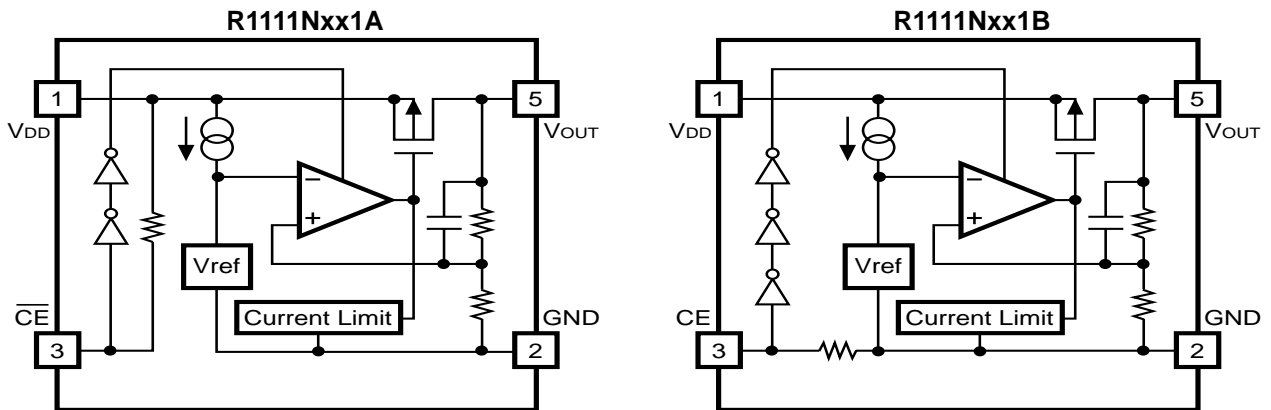 R1111Nxx1A
1
VDD
5
VOUT
−
+
Vref
Current Limit
CE
3
GND
2
R1111Nxx1B
1
VDD
5
VOUT
−
+
Vref
Current Limit
CE
3
GND
2